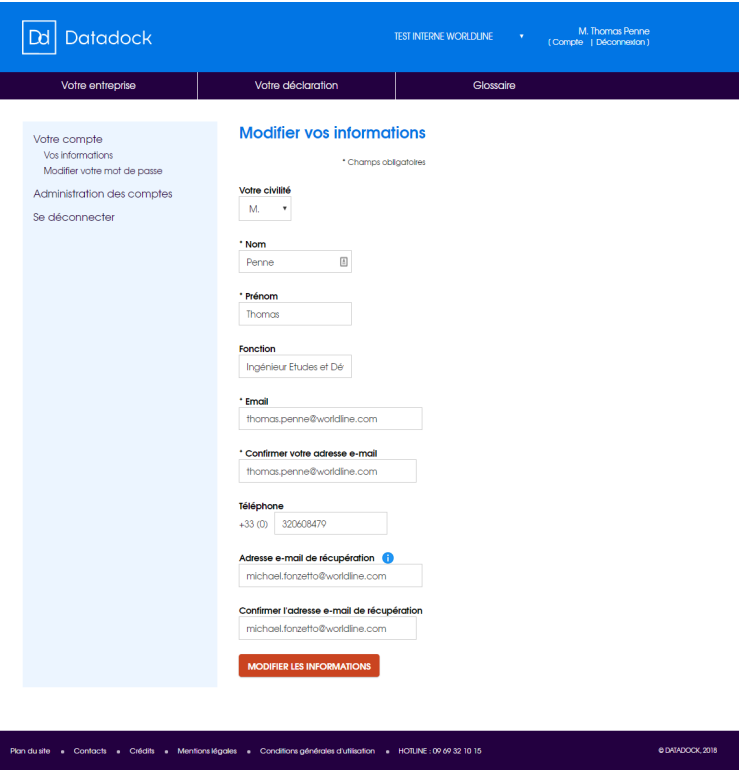 Dd Datadock
TEST INTERNE WORLDLINE ▾
M. Thomas Penne
[ Compte | Déconnexion ]
Votre entreprise
Votre déclaration
Glossaire
Votre compte
Vos informations
Modifier votre mot de passe
Administration des comptes
Se déconnecter
Modifier vos informations
* Champs obligatoires
Votre civilité
M. ▾
* Nom
Penne
* Prénom
Thomas
Fonction
Ingénieur Etudes et Dé
* Email
thomas.penne@worldline.com
* Confirmer votre adresse e-mail
thomas.penne@worldline.com
Téléphone
+33 (0) 320608479
Adresse e-mail de récupération i
michael.fonzetto@worldline.com
Confirmer l'adresse e-mail de récupération
michael.fonzetto@worldline.com
MODIFIER LES INFORMATIONS
Plan du site • Contacts • Crédits • Mentions légales • Conditions générales d'utilisation • HOTLINE : 09 69 32 10 15
© DATADOCK, 2018